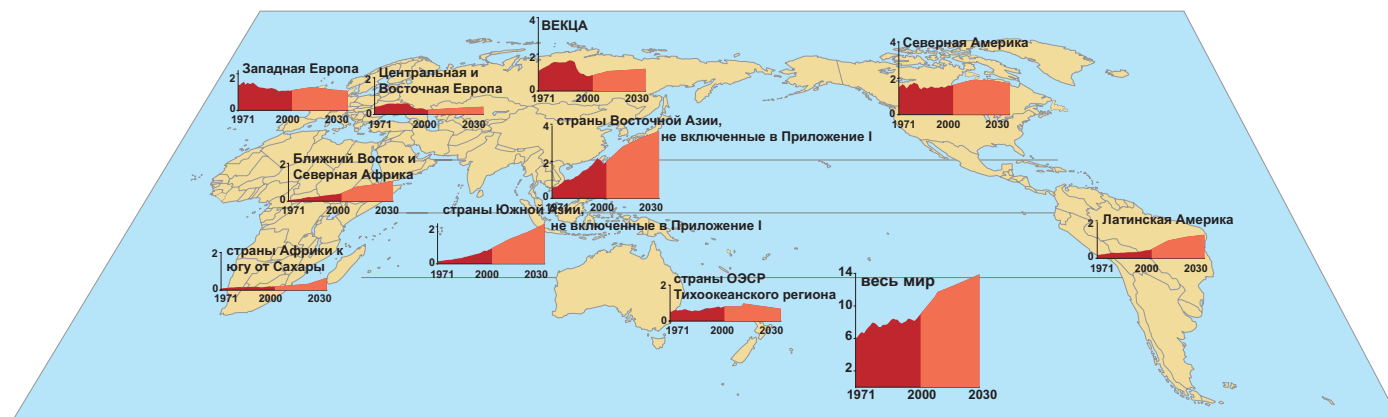 ВЕКЦА
4
2
0
1971 2000 2030
Северная Америка
4
2
0
1971 2000 2030
Западная Европа
2
0
1971 2000 2030
Центральная и
Восточная Европа
2
0
1971 2000 2030
страны Восточной Азии,
не включенные в Приложение I
4
2
0
1971 2000 2030
Ближний Восток и
Северная Африка
2
0
1971 2000 2030
страны Южной Азии,
не включенные в Приложение I
2
0
1971 2000 2030
Латинская Америка
2
0
1971 2000 2030
страны Африки к
югу от Сахары
2
0
1971 2000 2030
страны ОЭСР
Тихоокеанского региона
2
0
1971 2000 2030
весь мир
14
10
6
2
1971 2000 2030